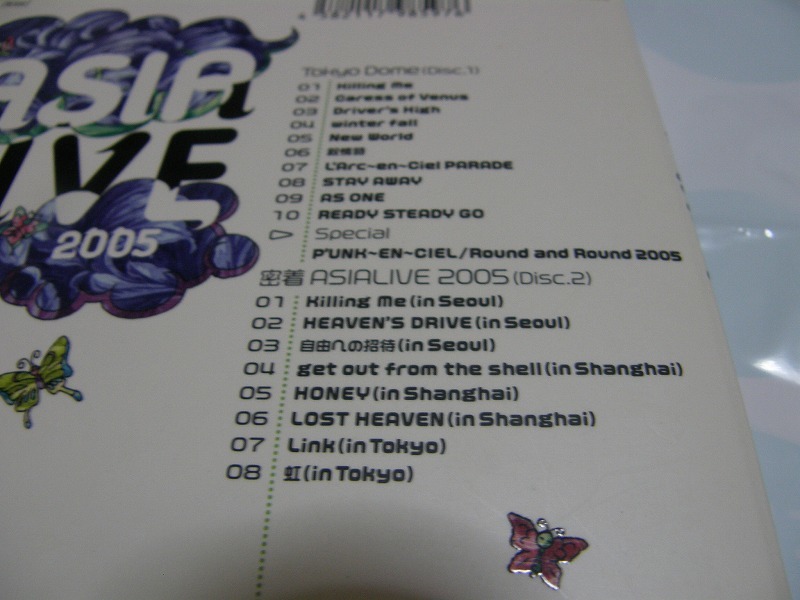 ASIA
LIVE
2005
Tokyo Dome (Disc.1)
01 Killing Me
02 Caress of Venus
03 Driver's High
04 winter fall
05 New World
06 叙情詩
07 L'Arc~en~Ciel PARADE
08 STAY AWAY
09 AS ONE
10 READY STEADY GO
Special
P'UNK~EN~CIEL/Round and Round 2005
密着 ASIALIVE 2005 (Disc.2)
01 Killing Me (in Seoul)
02 HEAVEN'S DRIVE (in Seoul)
03 自由への招待 (in Seoul)
04 get out from the shell (in Shanghai)
05 HONEY (in Shanghai)
06 LOST HEAVEN (in Shanghai)
07 Link (in Tokyo)
08 虹 (in Tokyo)